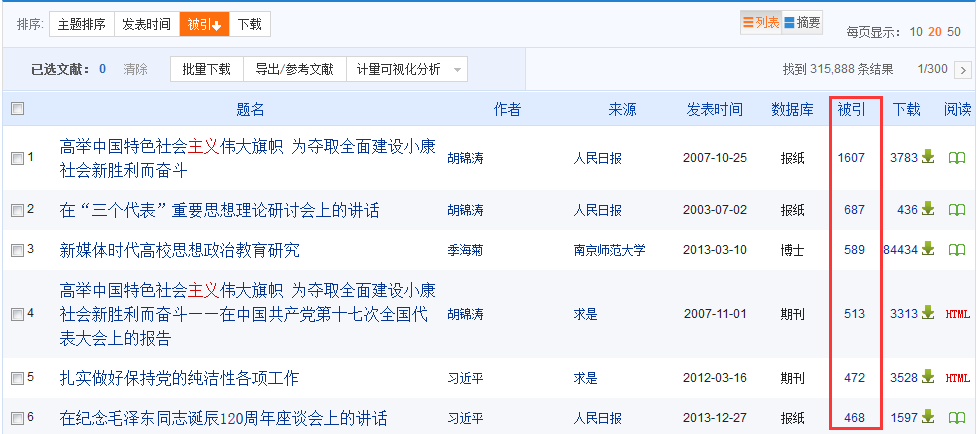 排序: 主题排序 发表时间 被引 下载 列表 摘要 每页显示: 10 20 50
已选文献: 0 清除 批量下载 导出/参考文献 计量可视化分析 找到 315,888 条结果 1/300
题名 作者 来源 发表时间 数据库 被引 下载 阅读
1 高举中国特色社会主义伟大旗帜 为夺取全面建设小康
社会新胜利而奋斗 胡锦涛 人民日报 2007-10-25 报纸 1607 3783
2 在“三个代表”重要思想理论研讨会上的讲话 胡锦涛 人民日报 2003-07-02 报纸 687 436
3 新媒体时代高校思想政治教育研究 季海菊 南京师范大学 2013-03-10 博士 589 84434
高举中国特色社会主义伟大旗帜 为夺取全面建设小康
4 社会新胜利而奋斗——在中国共产党第十七次全国代 胡锦涛 求是 2007-11-01 期刊 513 3313 HTML
表大会上的报告
5 扎实做好保持党的纯洁性各项工作 习近平 求是 2012-03-16 期刊 472 3528 HTML
6 在纪念毛泽东同志诞辰120周年座谈会上的讲话 习近平 人民日报 2013-12-27 报纸 468 1597